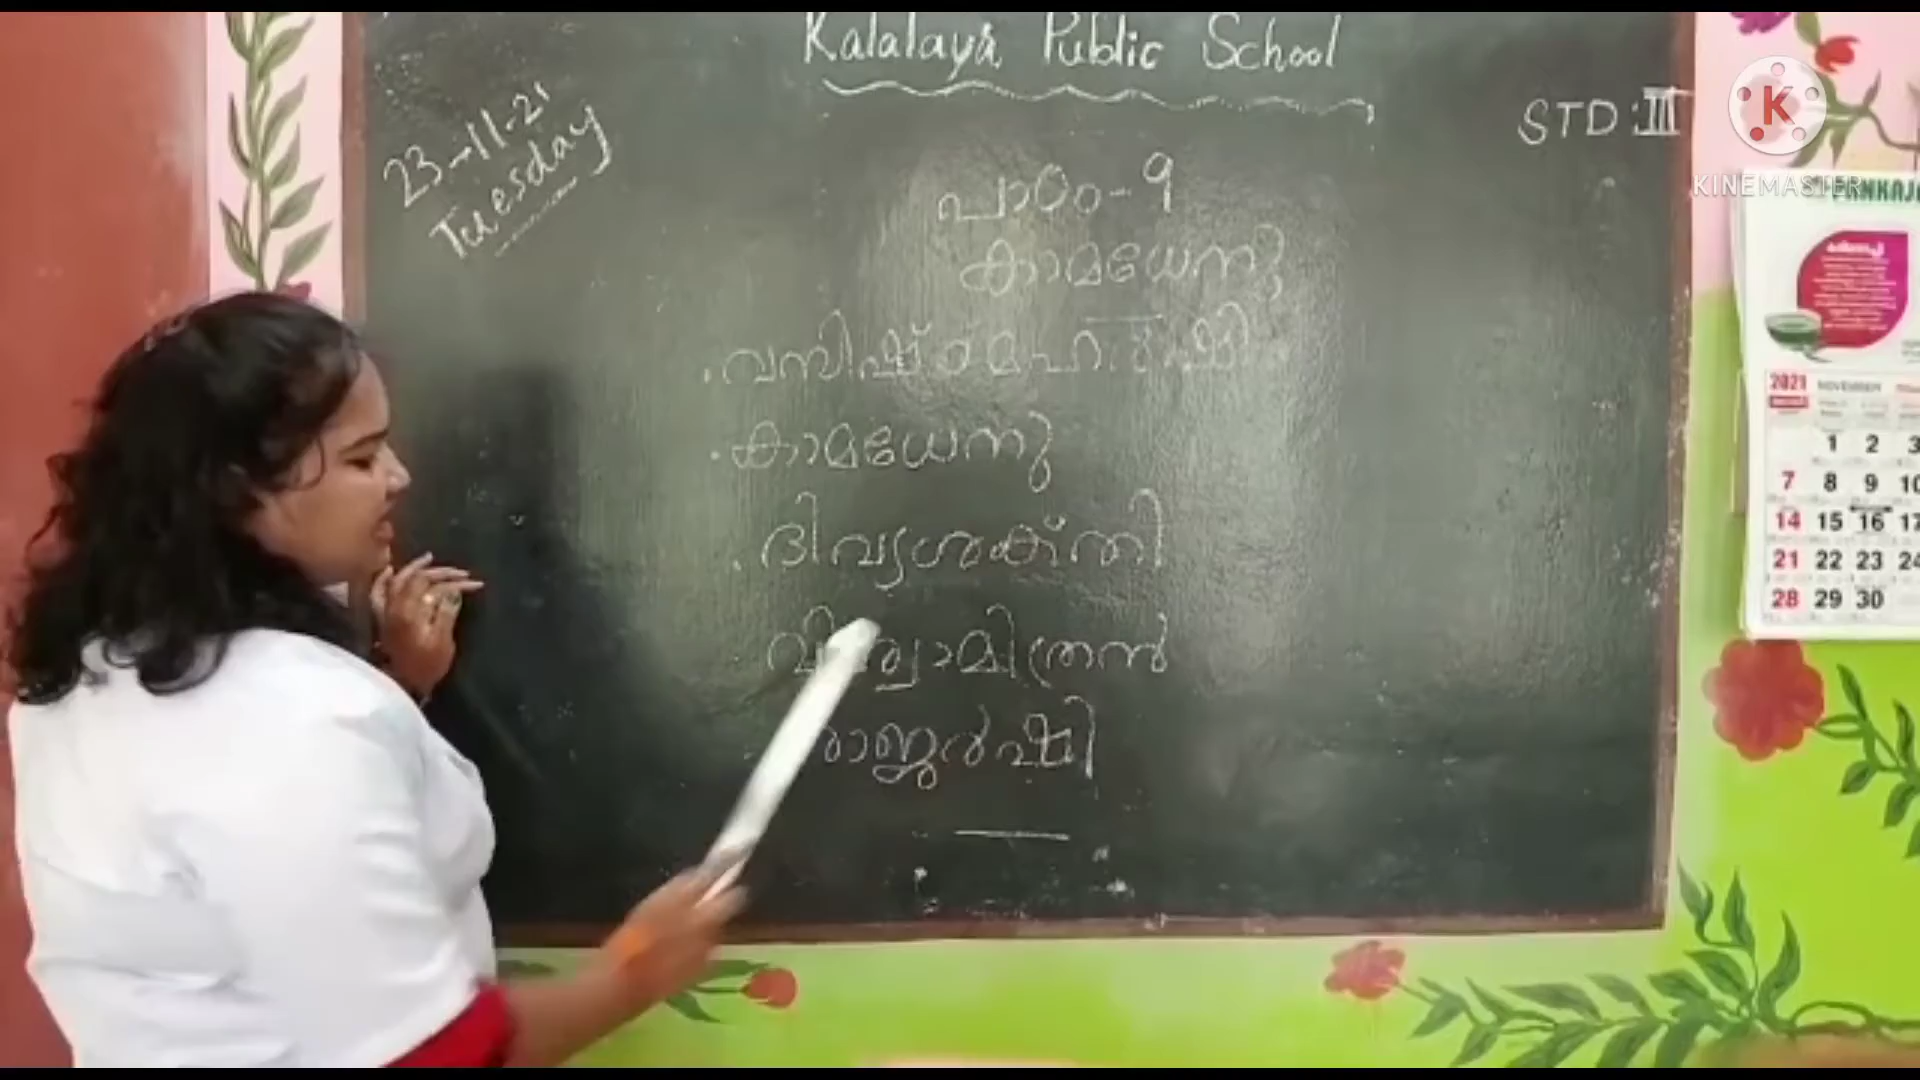 Kalalaya Public School
23-11-21
Tuesday
STD:III
പാഠം-9
കാമധേനു
. വസിഷ്ഠമഹർഷി
. കാമധേനു
. ദിവ്യശക്തി
വിശ്വാമിത്രൻ
രാജർഷി
KINEMASTER
2021 NOVEMBER
1 2 3
7 8 9 10
14 15 16 17
21 22 23 24
28 29 30